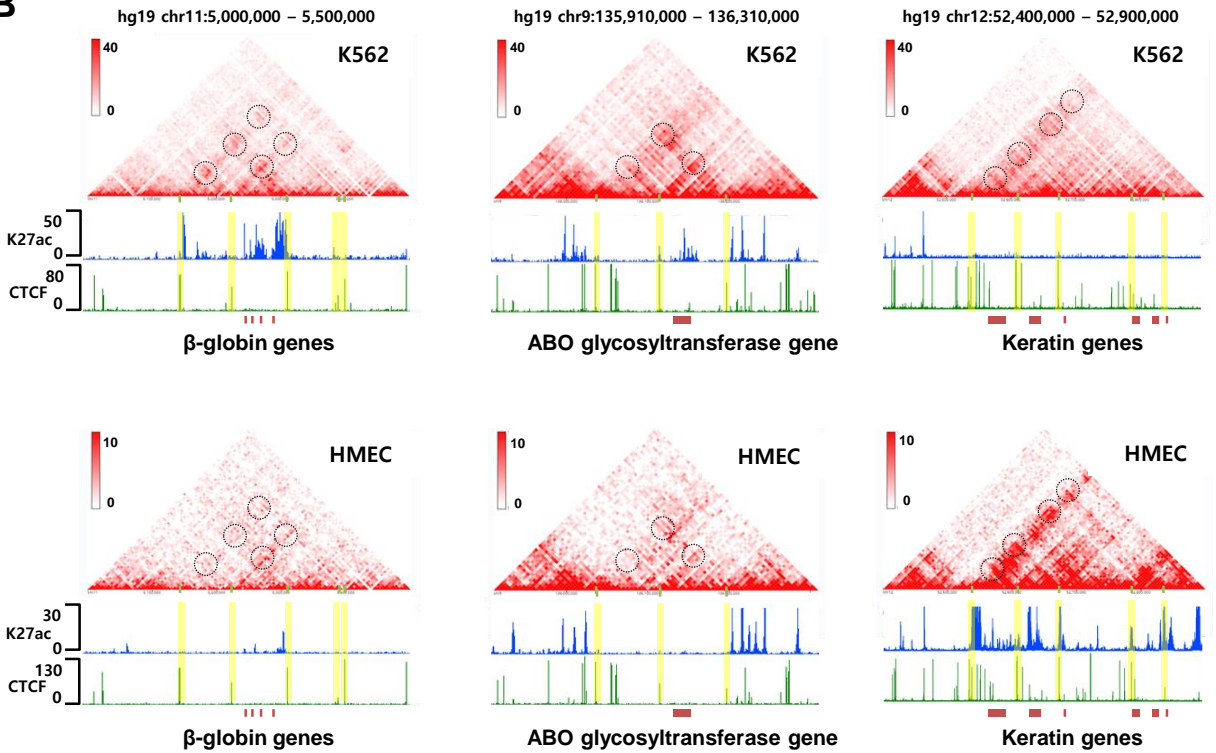 B
hg19 chr11:5,000,000 – 5,500,000
hg19 chr9:135,910,000 – 136,310,000
hg19 chr12:52,400,000 – 52,900,000
40
0
K562
40
0
K562
40
0
K562
50
K27ac
0
80
CTCF
0
β-globin genes
ABO glycosyltransferase gene
Keratin genes
10
0
HMEC
10
0
HMEC
10
0
HMEC
30
K27ac
0
130
CTCF
0
β-globin genes
ABO glycosyltransferase gene
Keratin genes